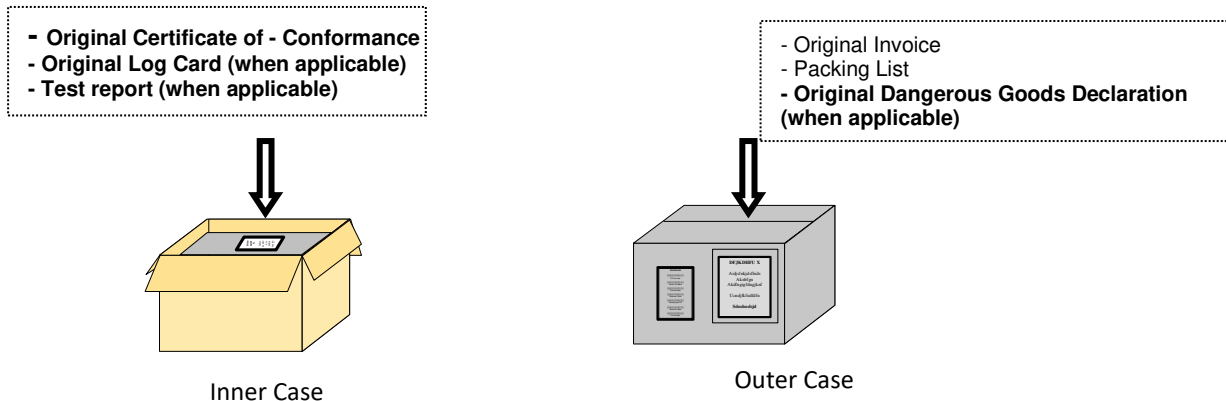 - Original Certificate of - Conformance
- Original Log Card (when applicable)
- Test report (when applicable)
- Original Invoice
- Packing List
- Original Dangerous Goods Declaration
(when applicable)
DFJKDHFU X
Inner Case
Outer Case